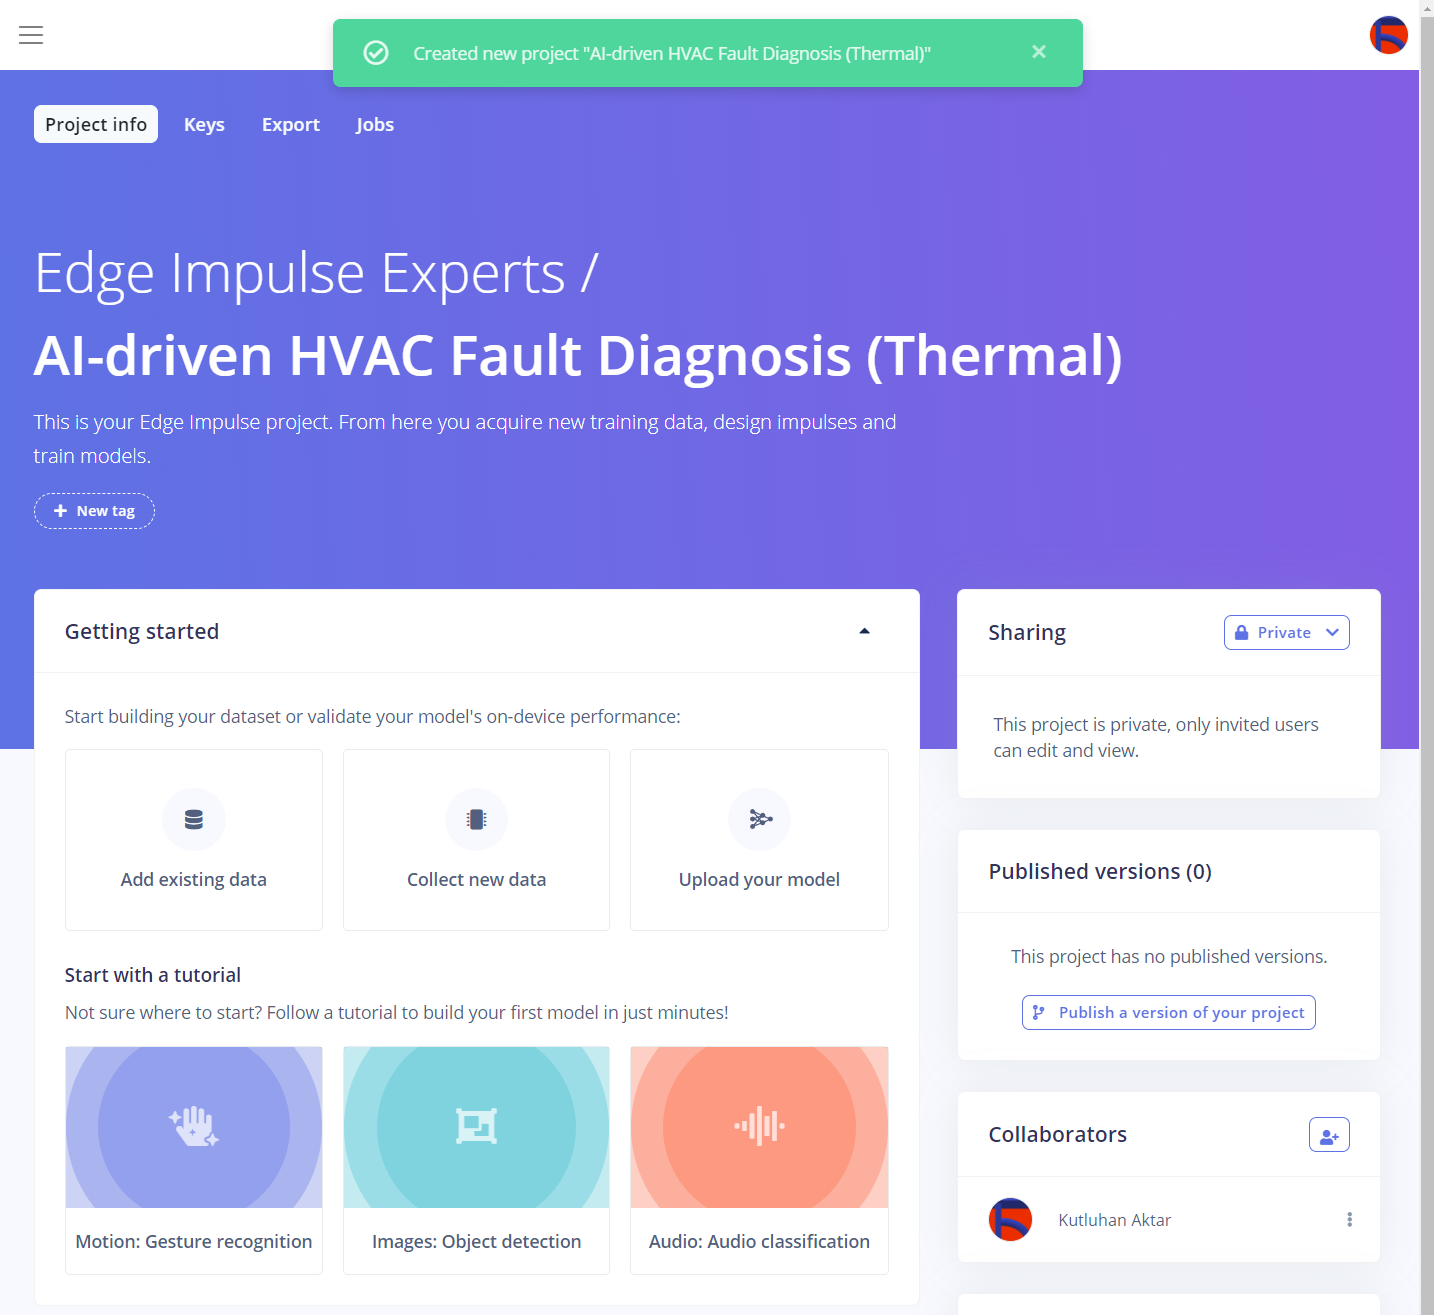 Created new project "AI-driven HVAC Fault Diagnosis (Thermal)"
Project info
Keys
Export
Jobs
Edge Impulse Experts /
AI-driven HVAC Fault Diagnosis (Thermal)
This is your Edge Impulse project. From here you acquire new training data, design impulses and
train models.
New tag
Getting started
Start building your dataset or validate your model's on-device performance:
Add existing data
Collect new data
Upload your model
Start with a tutorial
Not sure where to start? Follow a tutorial to build your first model in just minutes!
Motion: Gesture recognition
Images: Object detection
Audio: Audio classification
Sharing
Private
This project is private, only invited users
can edit and view.
Published versions (0)
This project has no published versions.
Publish a version of your project
Collaborators
Kutluhan Aktar